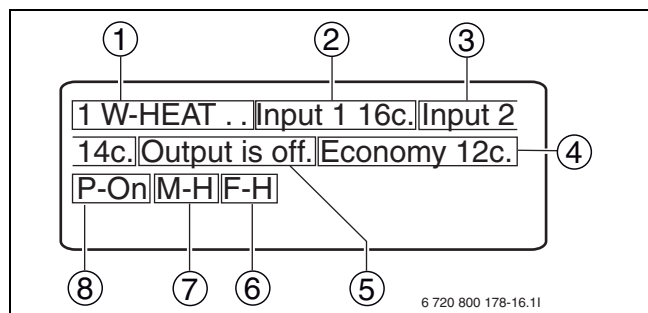 1 2 3
1 W-HEAT . . Input 1 16c. Input 2
14c. Output is off. Economy 12c. 4
P-On M-H F-H
8 7 6 5
6 720 800 178-16.1I